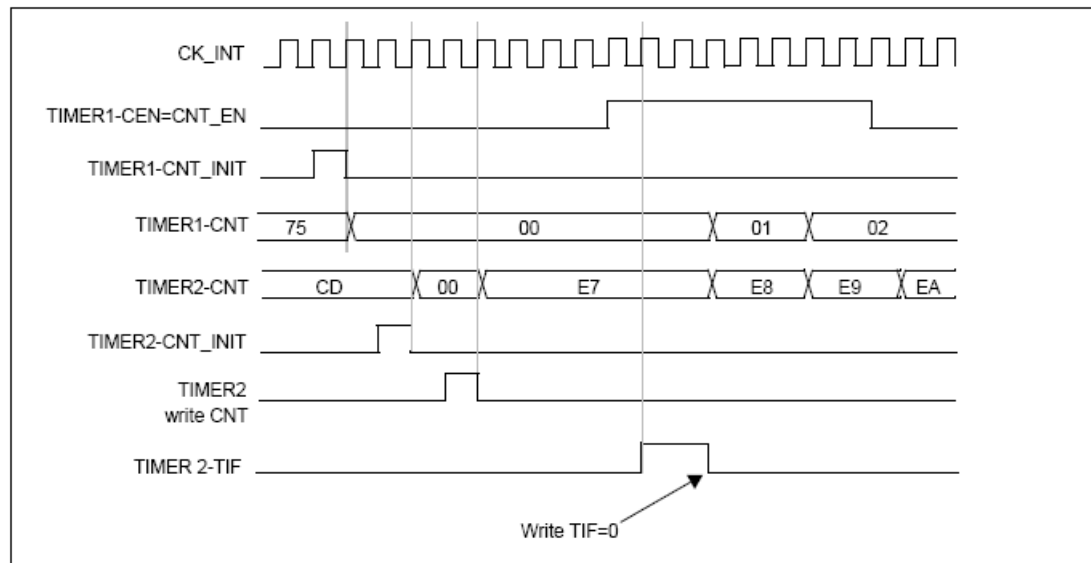 CK_INT
TIMER1-CEN=CNT_EN
TIMER1-CNT_INIT
TIMER1-CNT 75 00 01 02
TIMER2-CNT CD 00 E7 E8 E9 EA
TIMER2-CNT_INIT
TIMER2
write CNT
TIMER 2-TIF
Write TIF=0